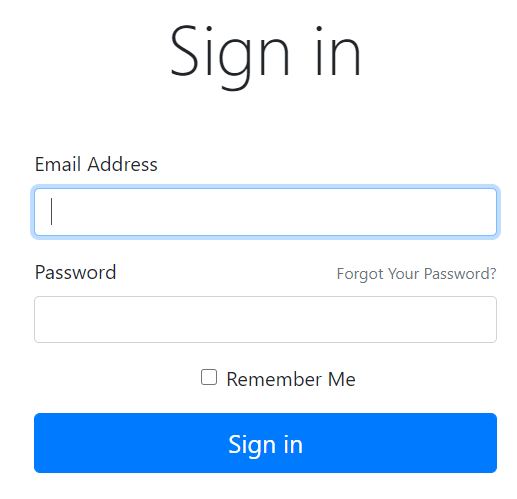 Sign in
Email Address
Password Forgot Your Password?
Remember Me
Sign in